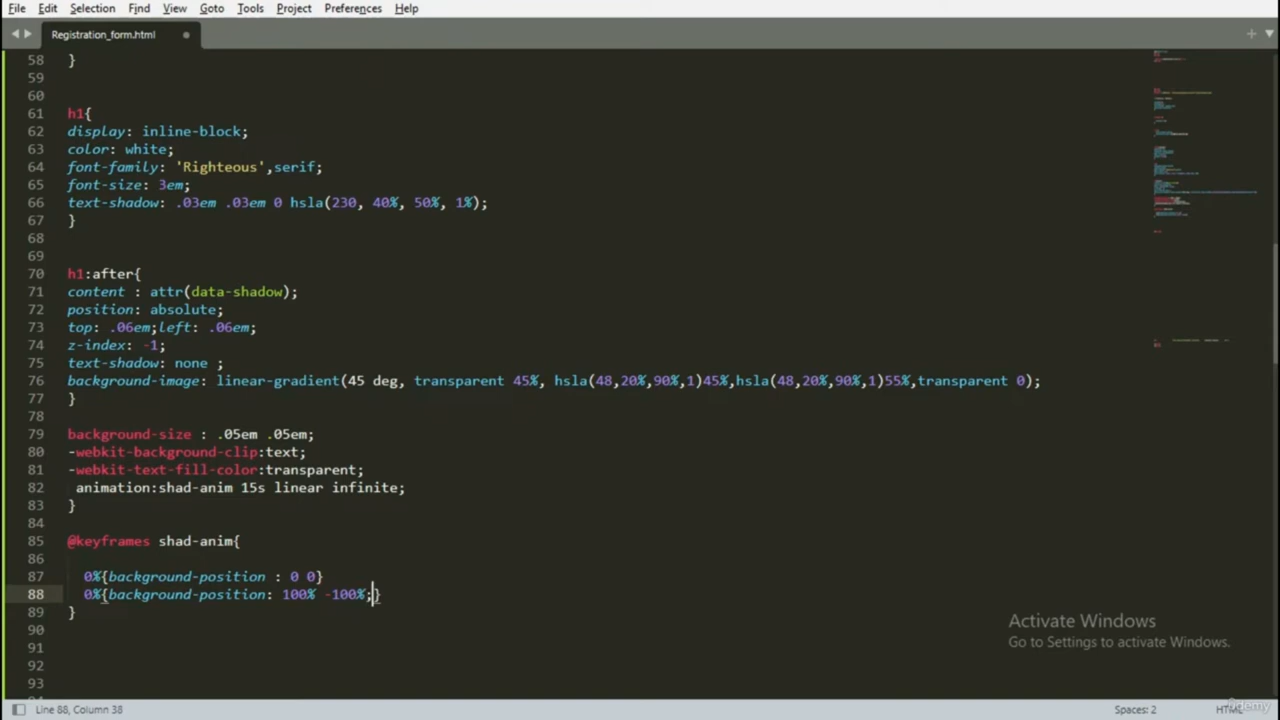 File Edit Selection Find View Goto Tools Project Preferences Help
Registration_form.html
58 }
59
60
61 h1{
62 display: inline-block;
63 color: white;
64 font-family: 'Righteous',serif;
65 font-size: 3em;
66 text-shadow: .03em .03em 0 hsla(230, 40%, 50%, 1%);
67 }
68
69
70 h1:after{
71 content : attr(data-shadow);
72 position: absolute;
73 top: .06em;left: .06em;
74 z-index: -1;
75 text-shadow: none ;
76 background-image: linear-gradient(45 deg, transparent 45%, hsla(48,20%,90%,1)45%,hsla(48,20%,90%,1)55%,transparent 0);
77 }
78
79 background-size : .05em .05em;
80 -webkit-background-clip:text;
81 -webkit-text-fill-color:transparent;
82 animation:shad-anim 15s linear infinite;
83 }
84
85 @keyframes shad-anim{
86
87 0%{background-position : 0 0}
88 0%{background-position: 100% -100%;}
89 }
90
91
92
93
94
Activate Windows
Go to Settings to activate Windows.
Line 88, Column 38
Spaces: 2
HTML
Udemy